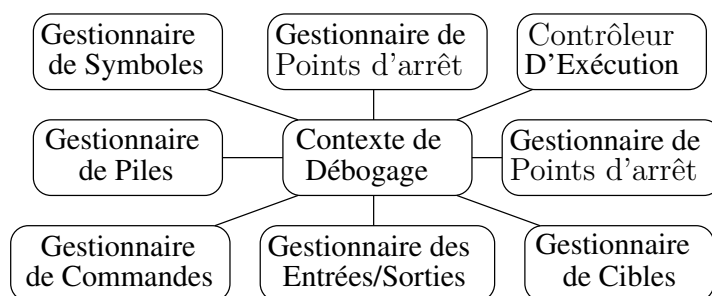 Gestionnaire
de Symboles
Gestionnaire de
Points d'arrêt
Contrôleur
D'Exécution
Gestionnaire
de Piles
Contexte de
Débogage
Gestionnaire de
Points d'arrêt
Gestionnaire
de Commandes
Gestionnaire des
Entrées/Sorties
Gestionnaire
de Cibles